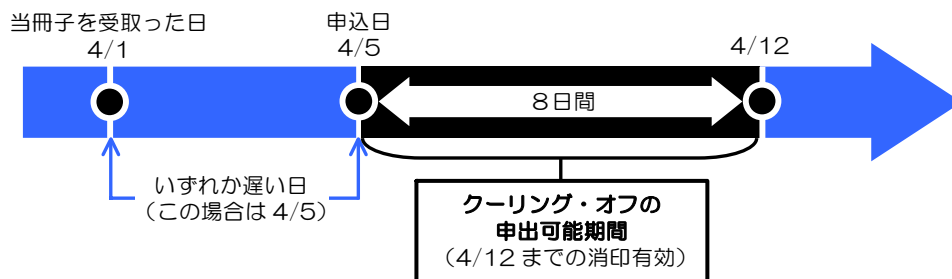 当冊子を受取った日
4/1
申込日
4/5
4/12
8日間
いずれか遅い日
(この場合は 4/5)
クーリング・オフの
申出可能期間
(4/12 までの消印有効)